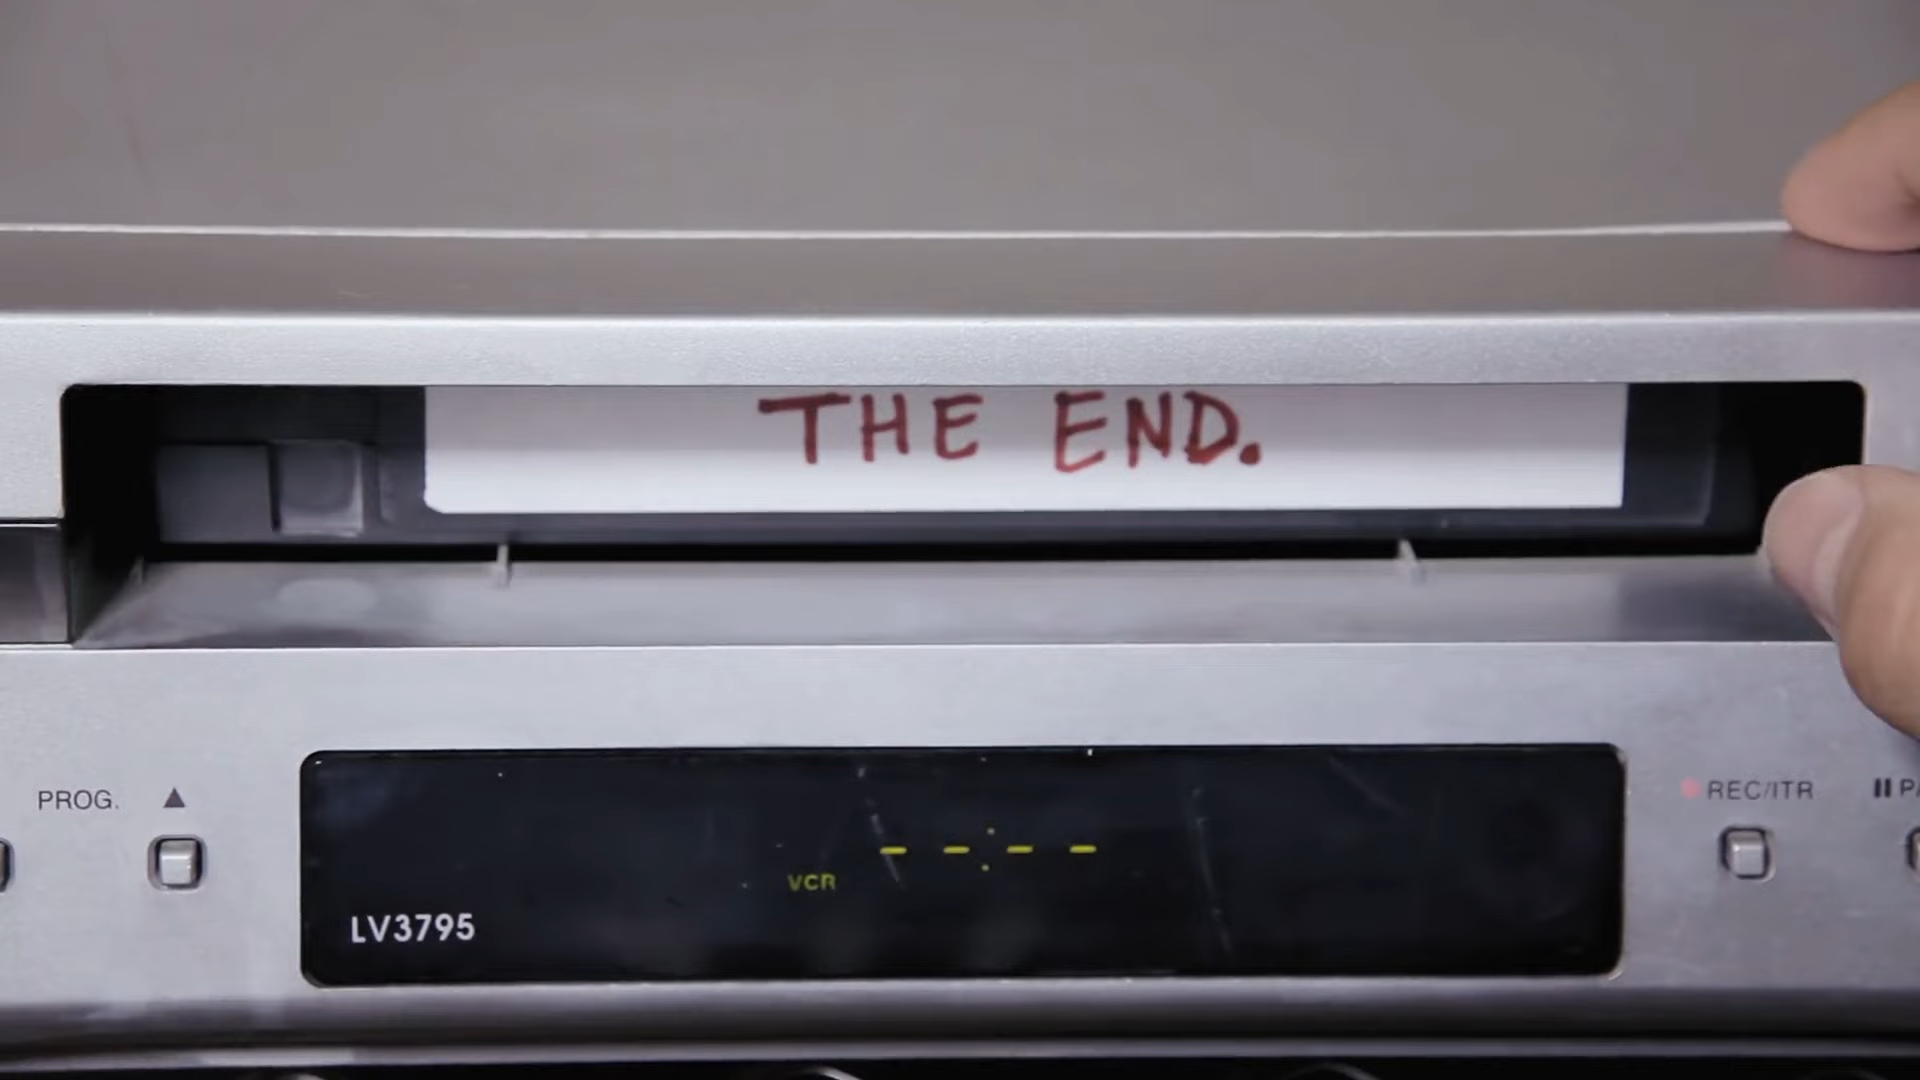 THE END.
PROG. ▲
REC/ITR
VCR --:--
LV3795